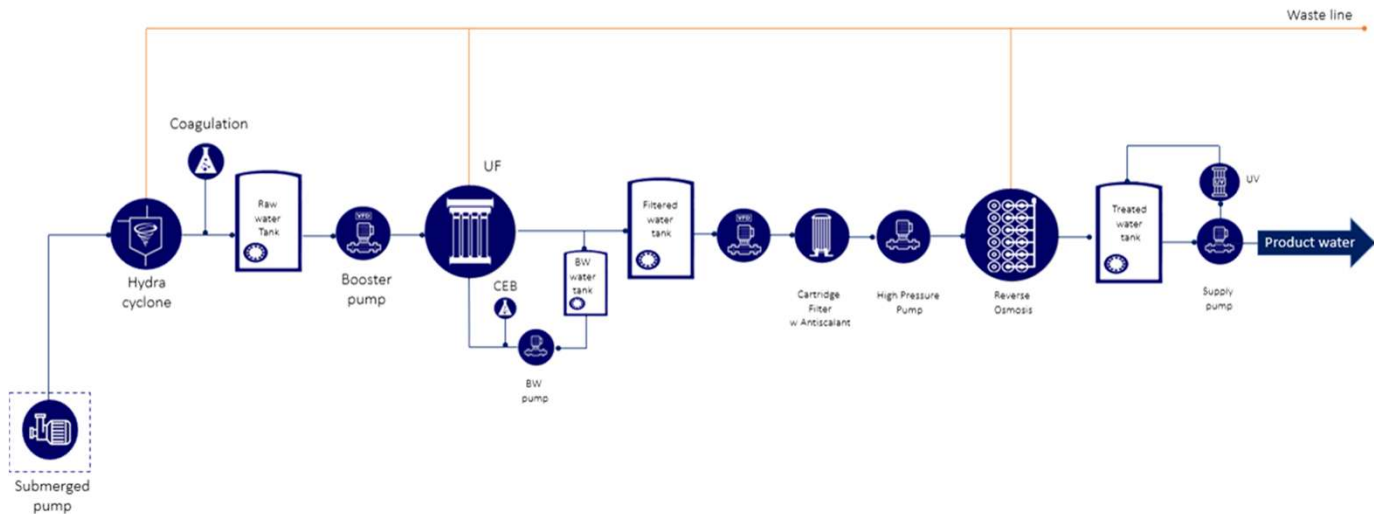 Waste line
Coagulation
UF
Hydra
cyclone
Raw
water
Tank
VFD
Booster
pump
CEB
BW
water
tank
BW
pump
Filtered
water
tank
VFD
Cartridge
Filter
w Antiscalant
High Pressure
Pump
Reverse
Osmosis
Treated
water
tank
UV
UV
Supply
pump
Product water
Submerged
pump